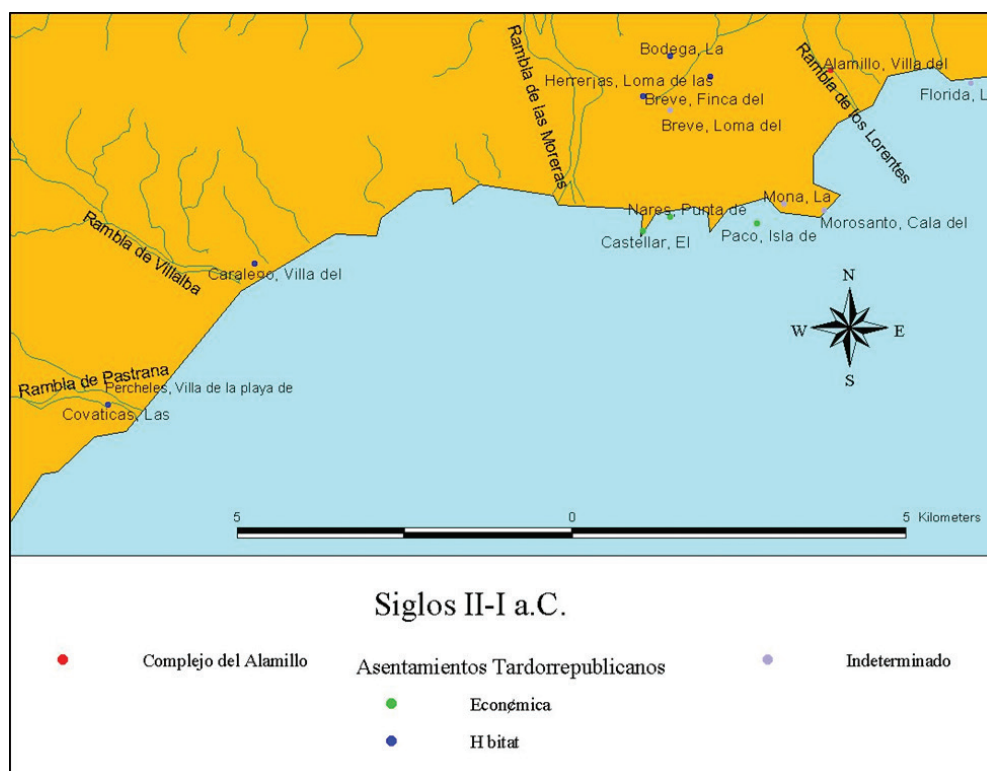 Bodega, La
Alamillo, Villa del
Herrerias, Loma de las
Florida, L
Breve, Finca del
Breve, Loma del
Rambla de las Moreras
Rambla de los Lorentes
Mona, La
Nares, Punta de
Morosanto, Cala del
Paco, Isla de
Castellar, El
Rambla de Villalba
Caralego, Villa del
N
W
E
S
Rambla de Pastrana
Percheles, Villa de la playa de
Covaticas, Las
5
0
5 Kilometers
Siglos II-I a.C.
Complejo del Alamillo
Asentamientos Tardorrepublicanos
Indeterminado
Econ¢mica
H bitat